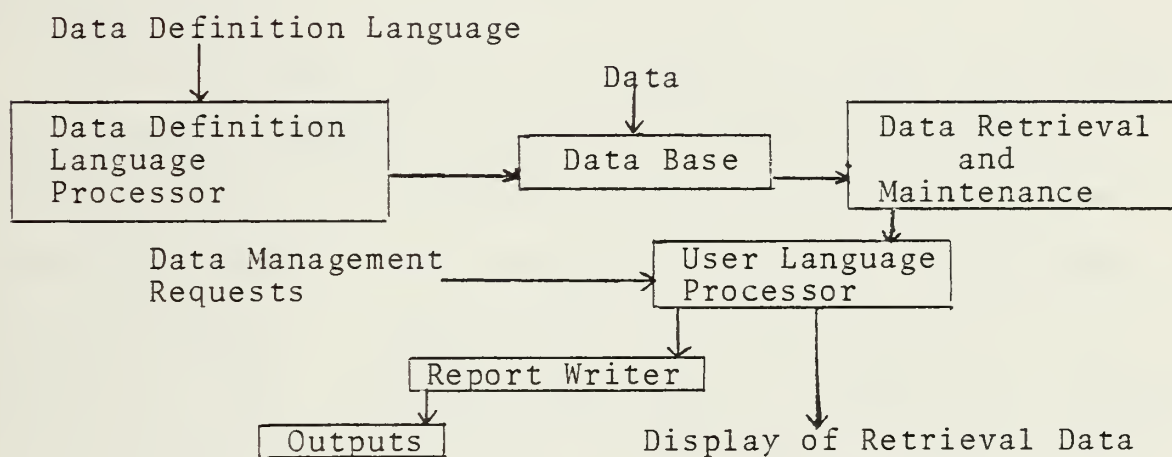 Data Definition Language
Data
Data Definition
Language
Processor
Data Base
Data Retrieval
and
Maintenance
Data Management
Requests
User Language
Processor
Report Writer
Outputs
Display of Retrieval Data